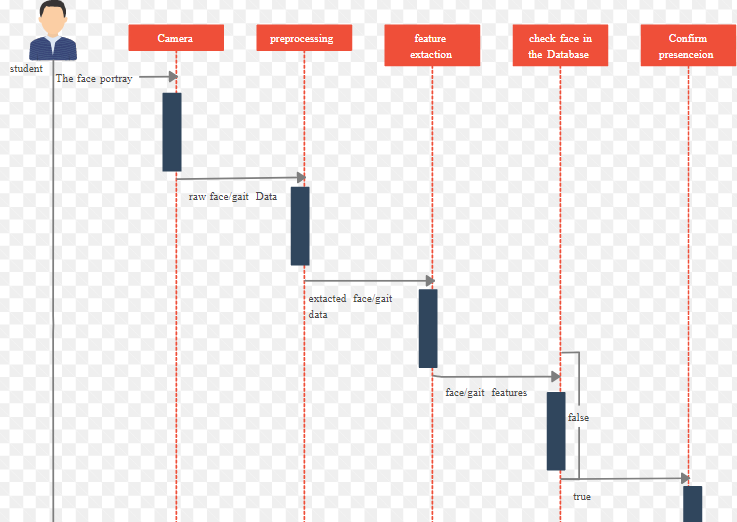 Camera
preprocessing
feature
extaction
check face in
the Database
Confirm
presenceion
student
The face portray
raw face/gait Data
extacted face/gait
data
face/gait features
false
true